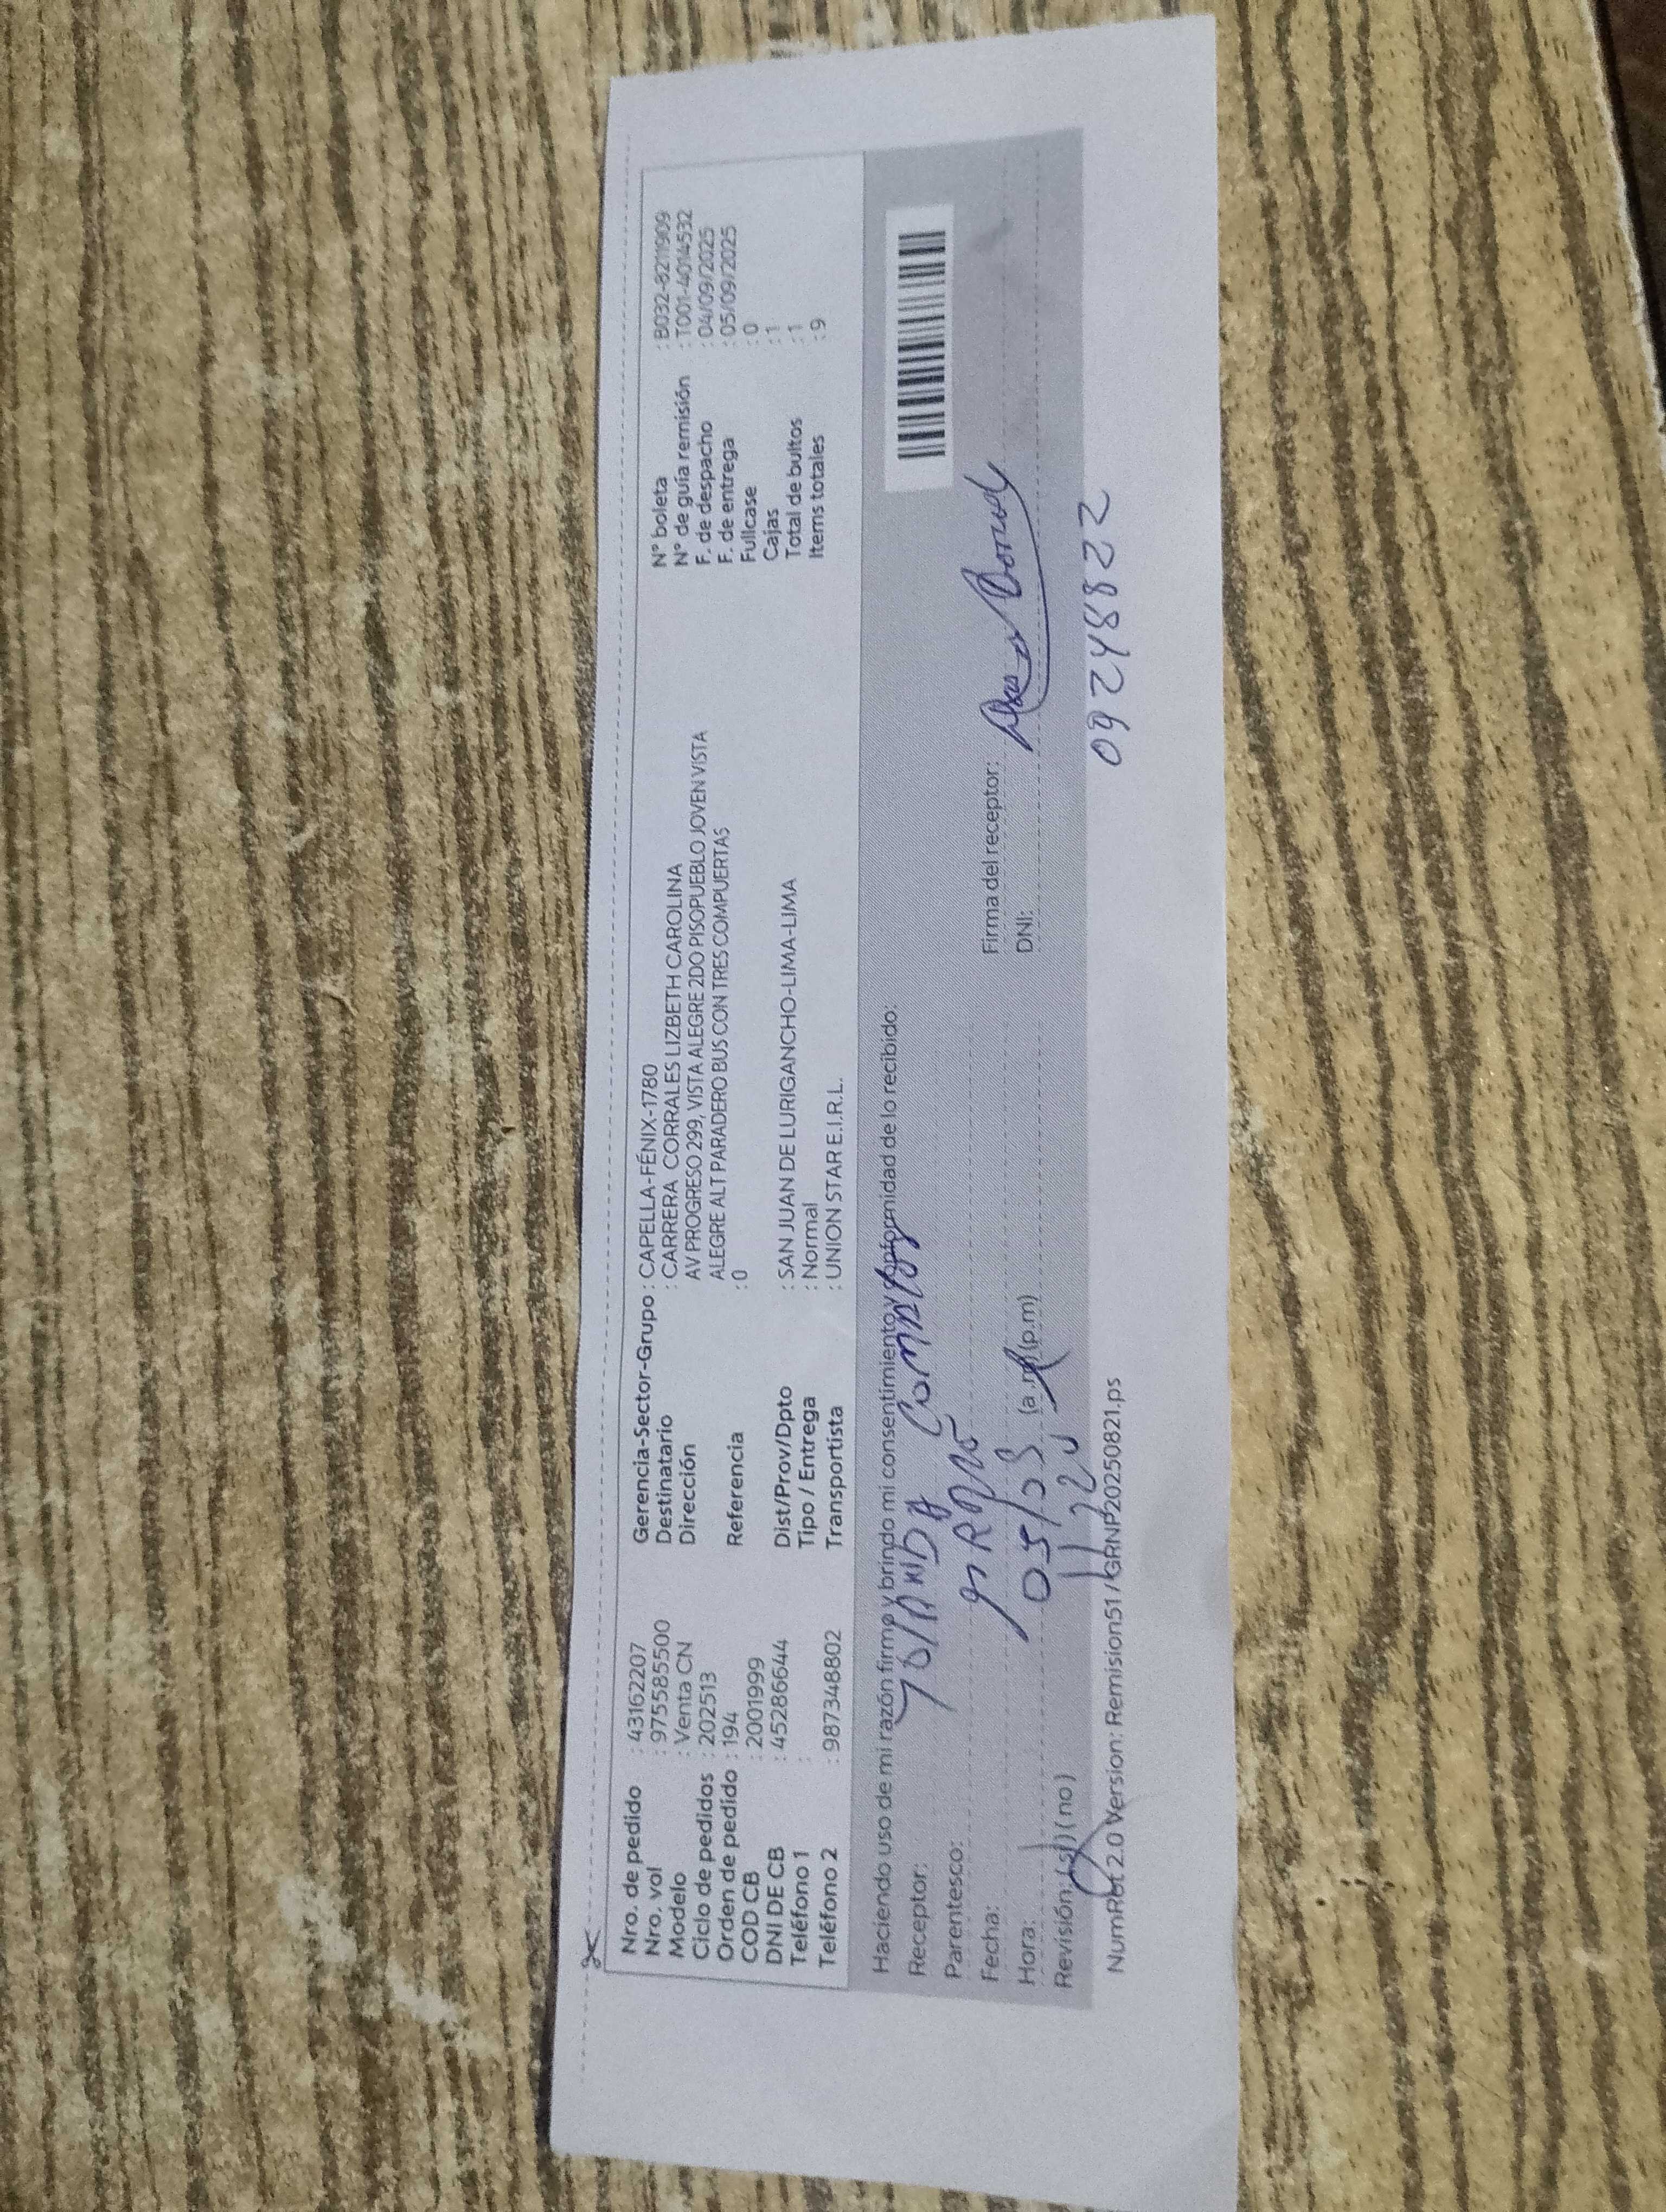 Nro. de pedido : 43162207
Nro. vol : 975585500
Modelo : Venta CN
Ciclo de pedidos : 202513
Orden de pedido : 194
COD CB : 2001999
DNI DE CB : 45286644
Teléfono 1 :
Teléfono 2 : 987348802
Gerencia-Sector-Grupo : CAPELLA-FÉNIX-1780
Destinatario : CARRERA CORRALES LIZBETH CAROLINA
Dirección AV PROGRESO 299, VISTA ALEGRE 2DO PISOPUEBLO JOVEN VISTA
ALEGRE ALT PARADERO BUS CON TRES COMPUERTAS
Referencia : 0
Dist/Prov/Dpto : SAN JUAN DE LURIGANCHO-LIMA-LIMA
Tipo / Entrega : Normal
Transportista : UNION STAR E.I.R.L.
N° boleta : B032-8211909
N° de guía remisión : T001-4014532
F. de despacho : 04/09/2025
F. de entrega : 05/09/2025
Fullcase : 0
Cajas : 1
Total de bultos : 1
Items totales : 9
Haciendo uso de mi razón firmo y brindo mi consentimiento y conformidad de lo recibido:
Receptor:
Parentesco:
Fecha:
Hora: (a.m) (p.m)
Revisión: (si) (no)
Firma del receptor:
DNI:
09248822
NumRot 2.0 Version: Remision51 / GRNP20250821.ps